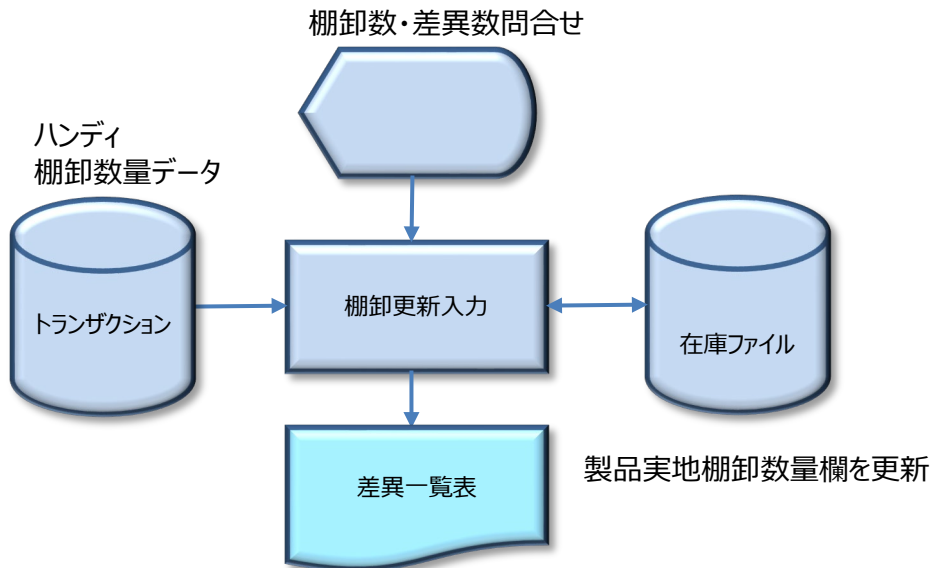 棚卸数・差異数問合せ
ハンディ
棚卸数量データ
トランザクション
棚卸更新入力
在庫ファイル
差異一覧表
製品実地棚卸数量欄を更新